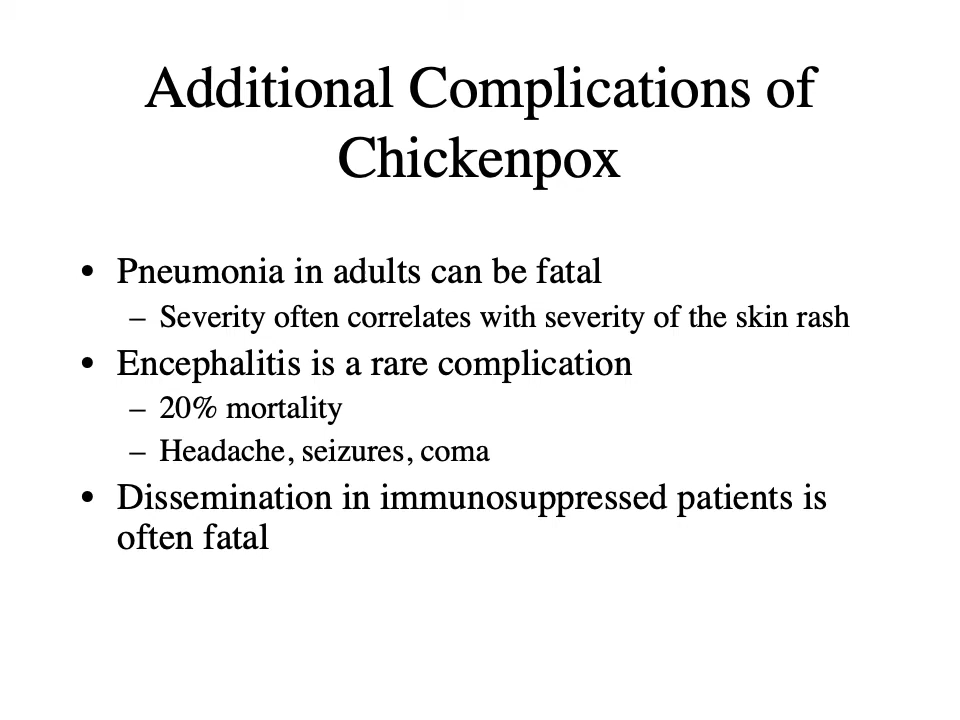 Additional Complications of
Chickenpox
• Pneumonia in adults can be fatal
– Severity often correlates with severity of the skin rash
• Encephalitis is a rare complication
– 20% mortality
– Headache, seizures, coma
• Dissemination in immunosuppressed patients is
often fatal